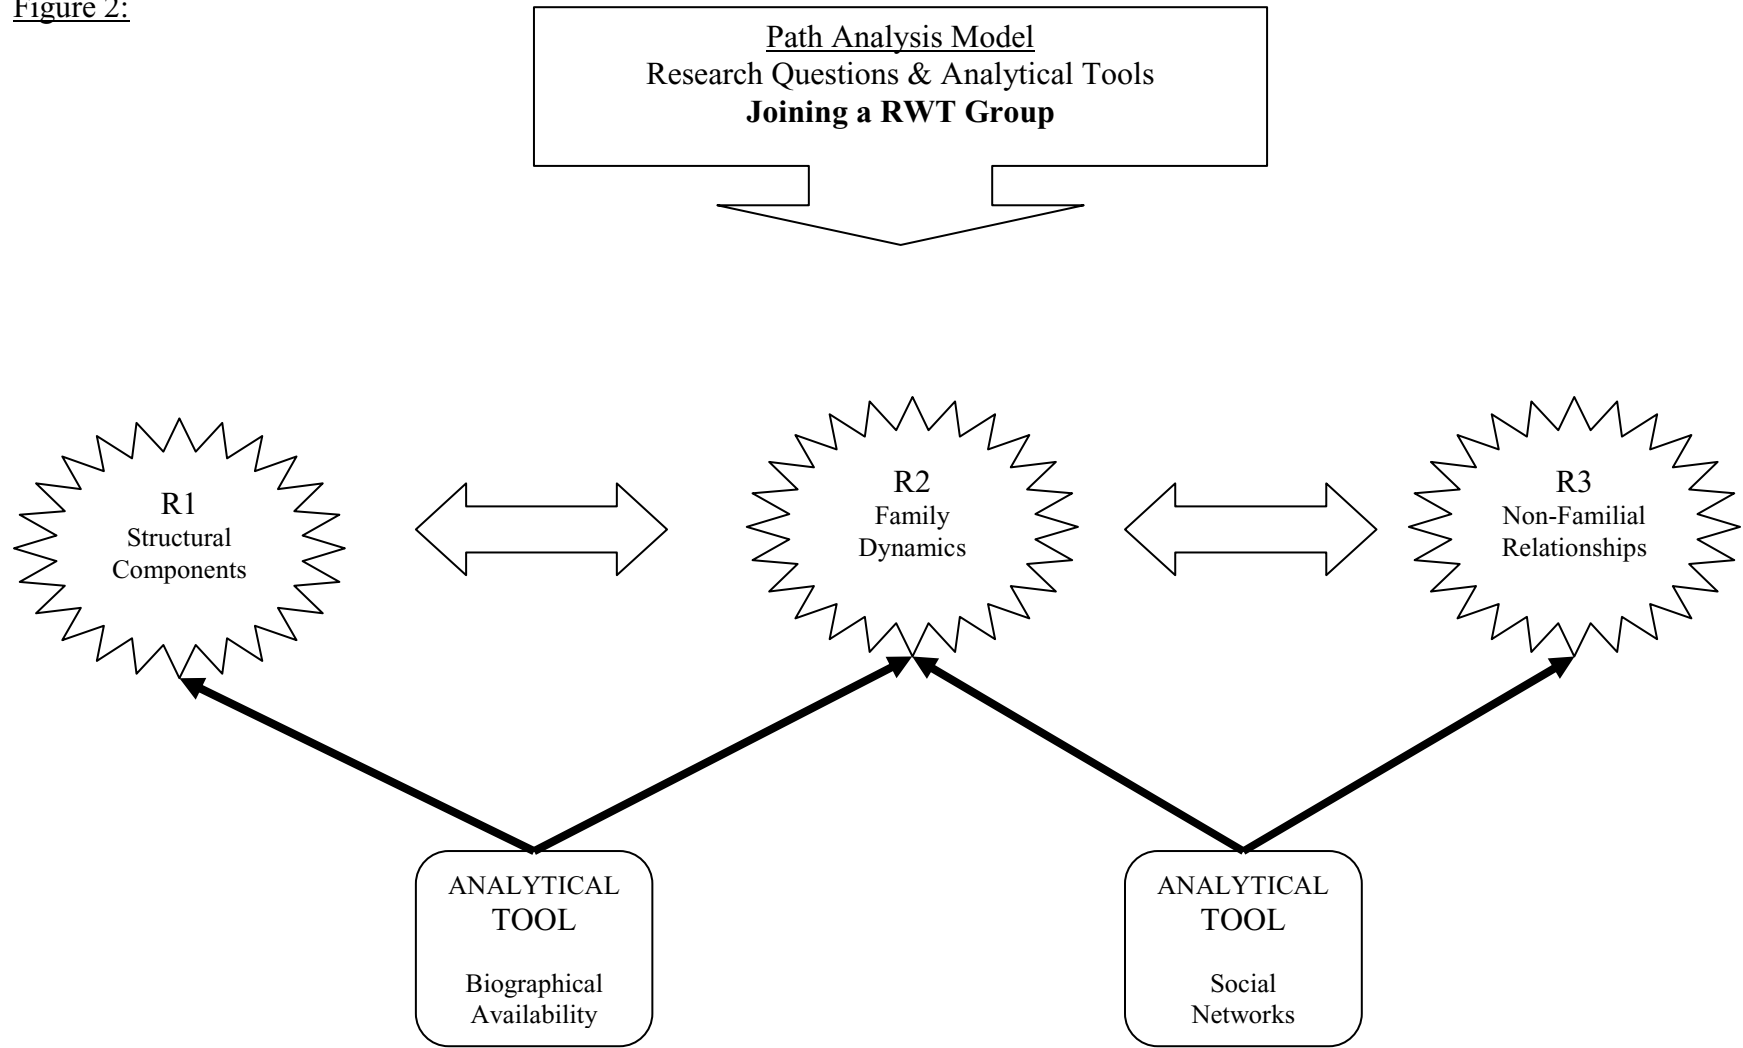 Figure 2:
Path Analysis Model
Research Questions & Analytical Tools
Joining a RWT Group
R1
Structural
Components
R2
Family
Dynamics
R3
Non-Familial
Relationships
ANALYTICAL
TOOL
Biographical
Availability
ANALYTICAL
TOOL
Social
Networks